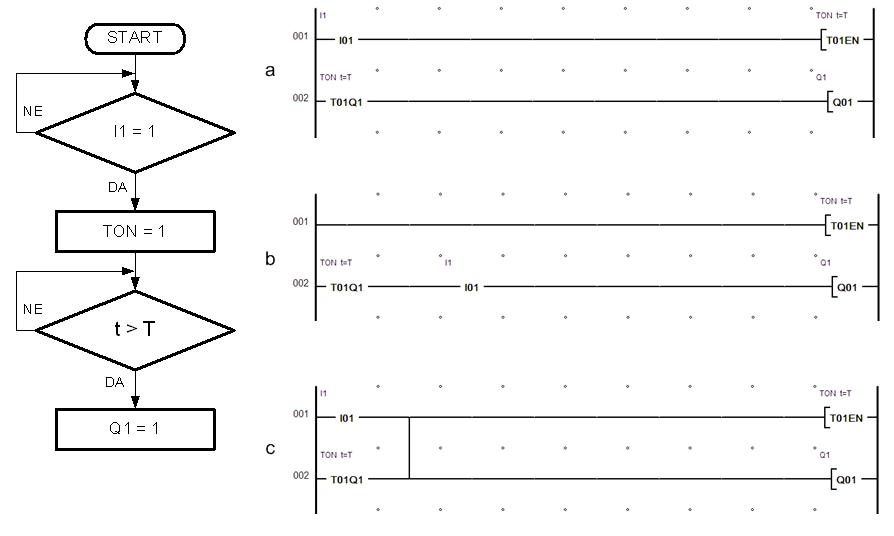 START
NE
I1 = 1
DA
TON = 1
NE
t > T
DA
Q1 = 1
a
I1 TON t=T
001 I01 T01EN
TON t=T Q1
002 T01Q1 Q01
b
TON t=T
001 T01EN
TON t=T I1 Q1
002 T01Q1 I01 Q01
c
I1 TON t=T
001 I01 T01EN
TON t=T Q1
002 T01Q1 Q01